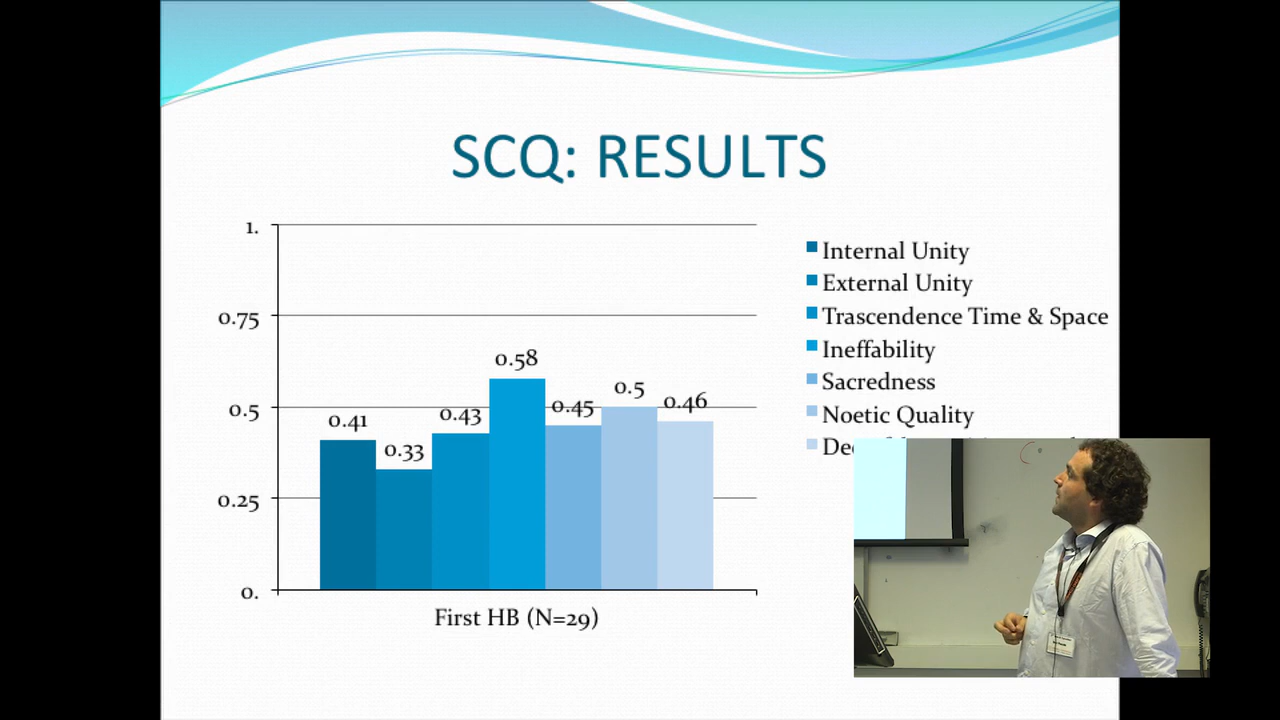 SCQ: RESULTS
1.
0.75
0.5
0.25
0.
0.41
0.33
0.43
0.58
0.45
0.5
0.46
First HB (N=29)
Internal Unity
External Unity
Trascendence Time & Space
Ineffability
Sacredness
Noetic Quality